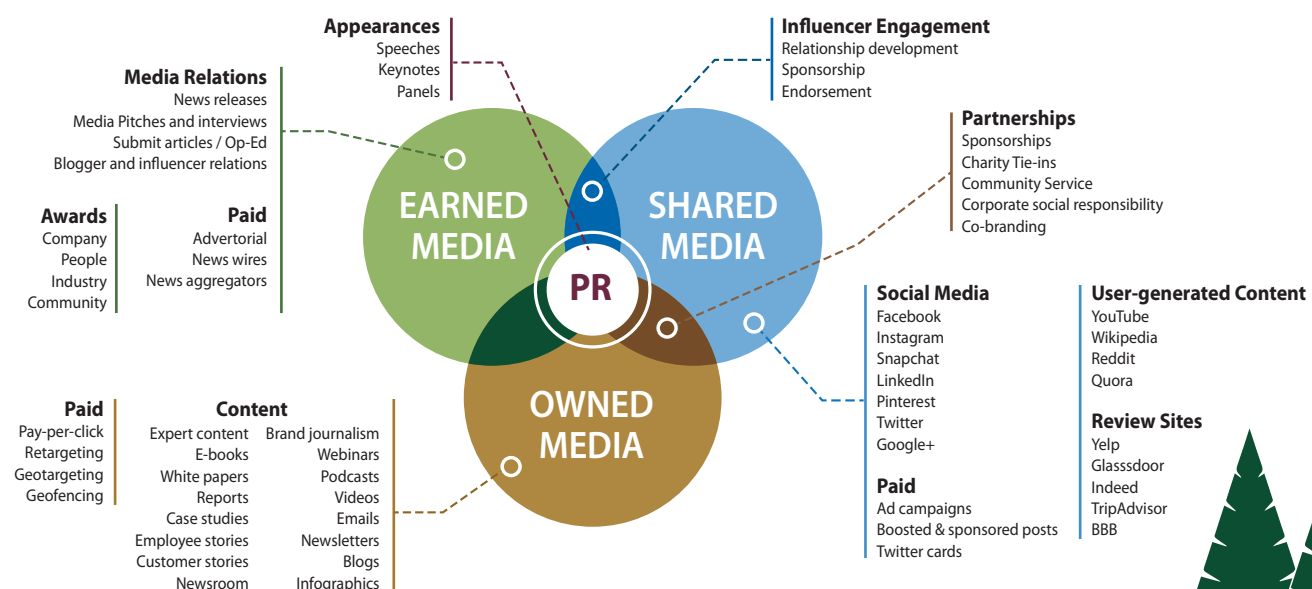 Appearances
Speeches
Keynotes
Panels
Influencer Engagement
Relationship development
Sponsorship
Endorsement
Media Relations
News releases
Media Pitches and interviews
Submit articles / Op-Ed
Blogger and influencer relations
Partnerships
Sponsorships
Charity Tie-ins
Community Service
Corporate social responsibility
Co-branding
Awards
Company
People
Industry
Community
Paid
Advertorial
News wires
News aggregators
EARNED
MEDIA
SHARED
MEDIA
PR
OWNED
MEDIA
Social Media
Facebook
Instagram
Snapchat
LinkedIn
Pinterest
Twitter
Google+
Paid
Ad campaigns
Boosted & sponsored posts
Twitter cards
User-generated Content
YouTube
Wikipedia
Reddit
Quora
Review Sites
Yelp
Glasssdoor
Indeed
TripAdvisor
BBB
Paid
Pay-per-click
Retargeting
Geotargeting
Geofencing
Content
Expert content
E-books
White papers
Reports
Case studies
Employee stories
Customer stories
Newsroom
Brand journalism
Webinars
Podcasts
Videos
Emails
Newsletters
Blogs
Infographics